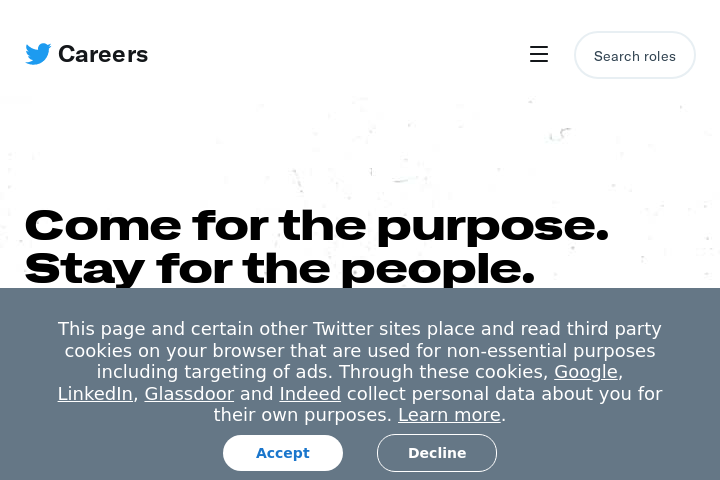 Careers
Search roles
Come for the purpose.
Stay for the people.
This page and certain other Twitter sites place and read third party
cookies on your browser that are used for non-essential purposes
including targeting of ads. Through these cookies, Google,
LinkedIn, Glassdoor and Indeed collect personal data about you for
their own purposes. Learn more.
Accept
Decline